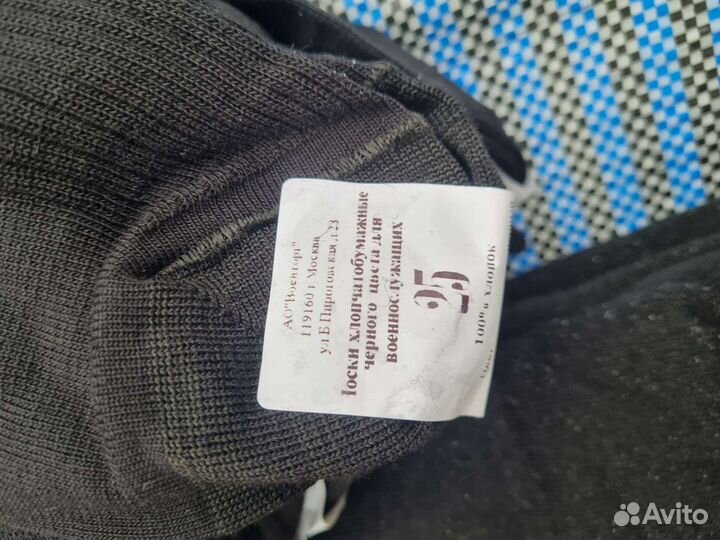 АО"Военторг"
119160 г Москва
ул Б Пироговская д 23
Носки хлопчатобумажные
черного цвета для
военнослужащих
25
100% хлопок
Avito